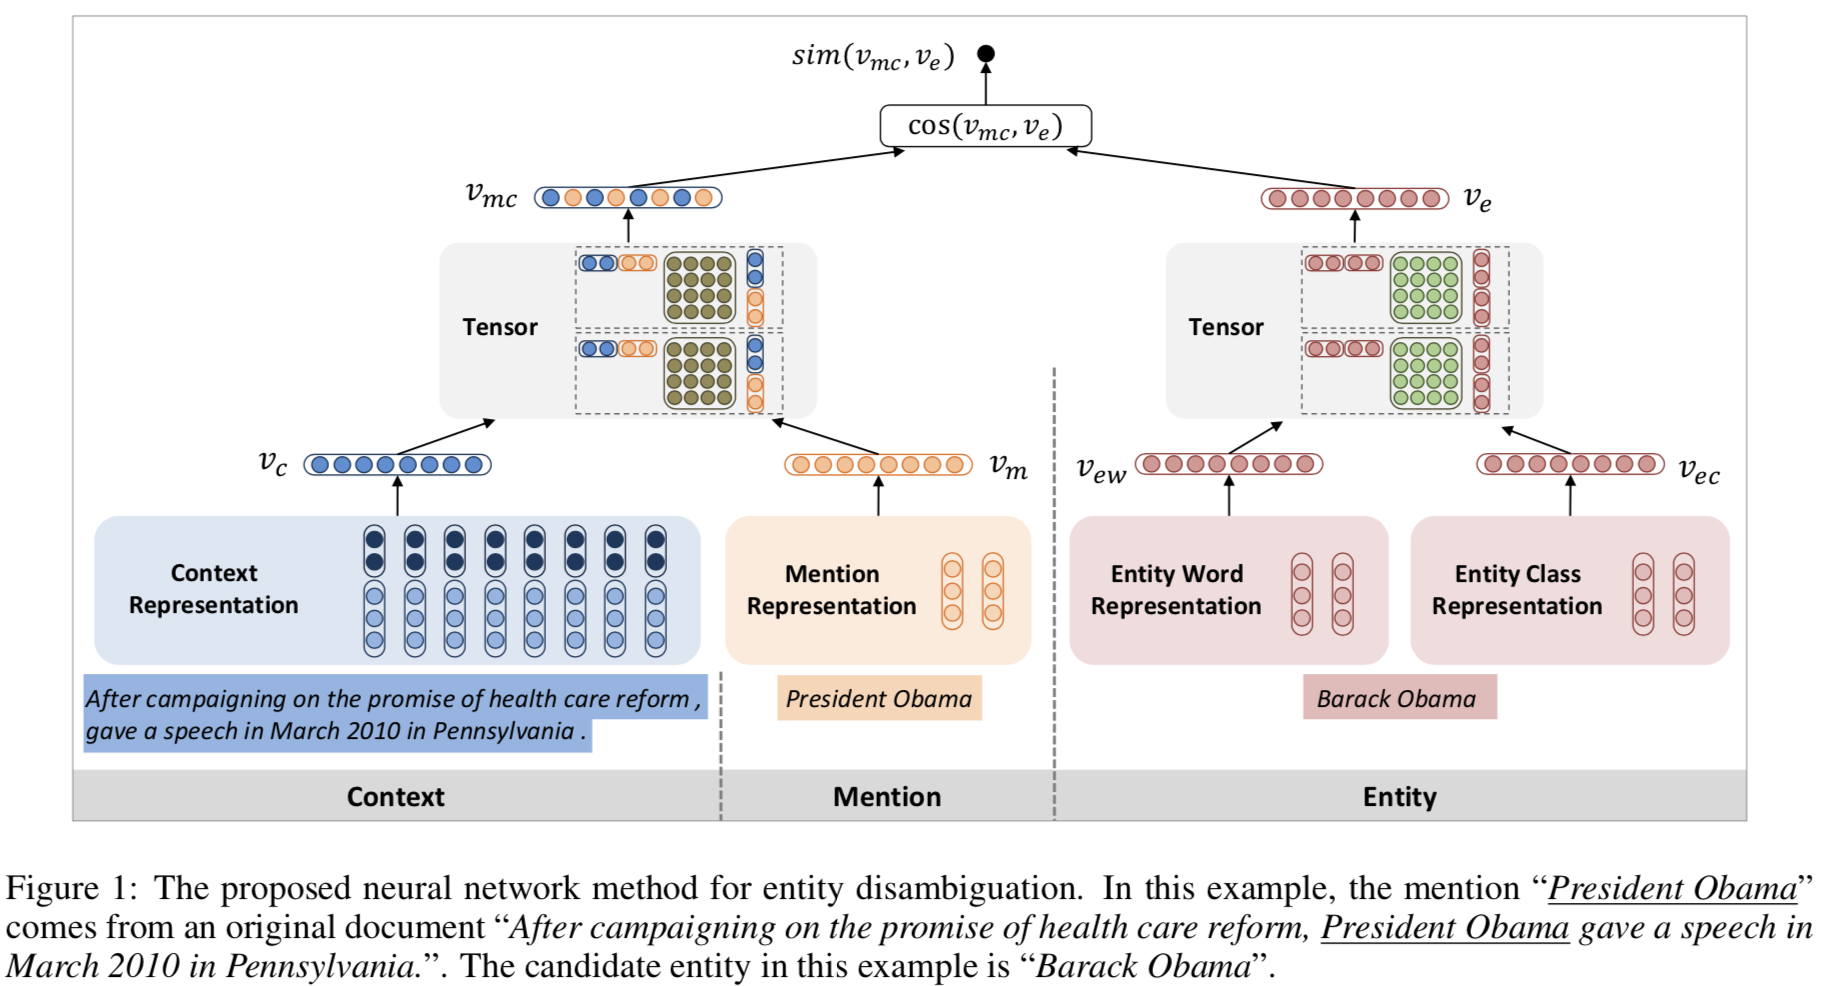 sim(v_mc, v_e)
cos(v_mc, v_e)
v_mc
v_e
Tensor
Tensor
v_c
v_m
v_ew
v_ec
Context
Representation
Mention
Representation
Entity Word
Representation
Entity Class
Representation
After campaigning on the promise of health care reform ,
gave a speech in March 2010 in Pennsylvania .
President Obama
Barack Obama
Context
Mention
Entity
Figure 1: The proposed neural network method for entity disambiguation. In this example, the mention “President Obama”
comes from an original document “After campaigning on the promise of health care reform, President Obama gave a speech in
March 2010 in Pennsylvania.”. The candidate entity in this example is “Barack Obama”.